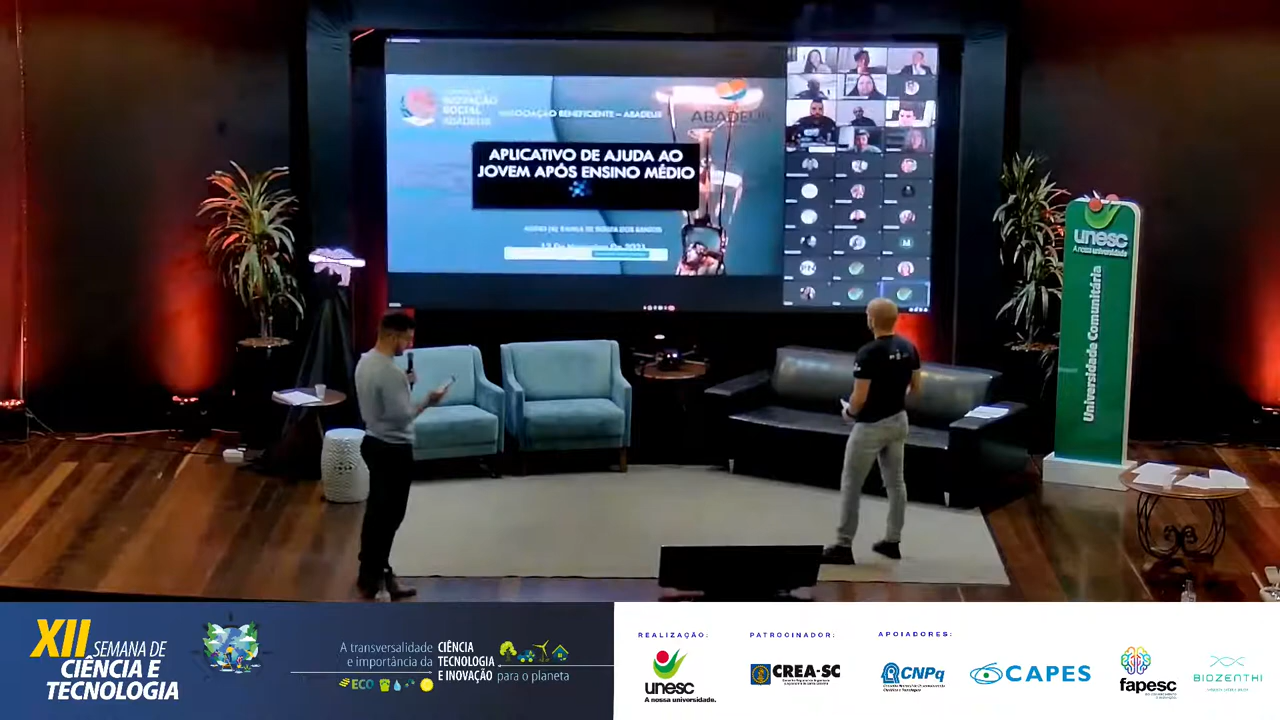 INOVAÇÃO
SOCIAL
ABADEUS
ASSOCIAÇÃO BENEFICIENTE – ABADEUS
ABADEUS
APLICATIVO DE AJUDA AO
JOVEM APÓS ENSINO MÉDIO
M
unesc
A nossa universidade
Universidade Comunitária
XII SEMANA DE
CIÊNCIA E
TECNOLOGIA
A transversalidade
e importância da
CIÊNCIA
TECNOLOGIA
E INOVAÇÃO
para o planeta
ECO
REALIZAÇÃO:
unesc
A nossa universidade.
PATROCINADOR:
CREA-SC
APOIADORES:
CNPq
CAPES
fapesc
BIOZENTHI